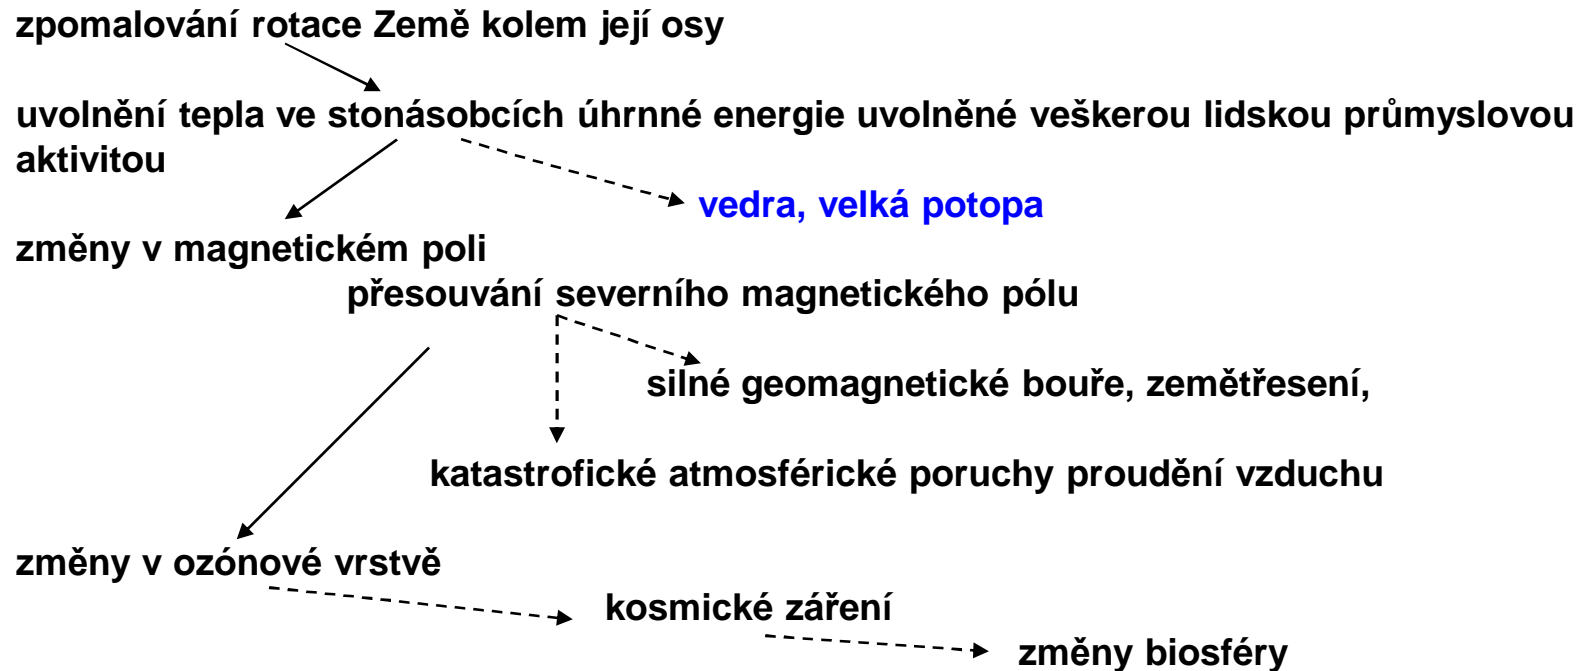 zpomalování rotace Země kolem její osy
uvolnění tepla ve stonásobcích úhrnné energie uvolněné veškerou lidskou průmyslovou
aktivitou
vedra, velká potopa
změny v magnetickém poli
přesouvání severního magnetického pólu
silné geomagnetické bouře, zemětřesení,
katastrofické atmosférické poruchy proudění vzduchu
změny v ozónové vrstvě
kosmické záření
změny biosféry